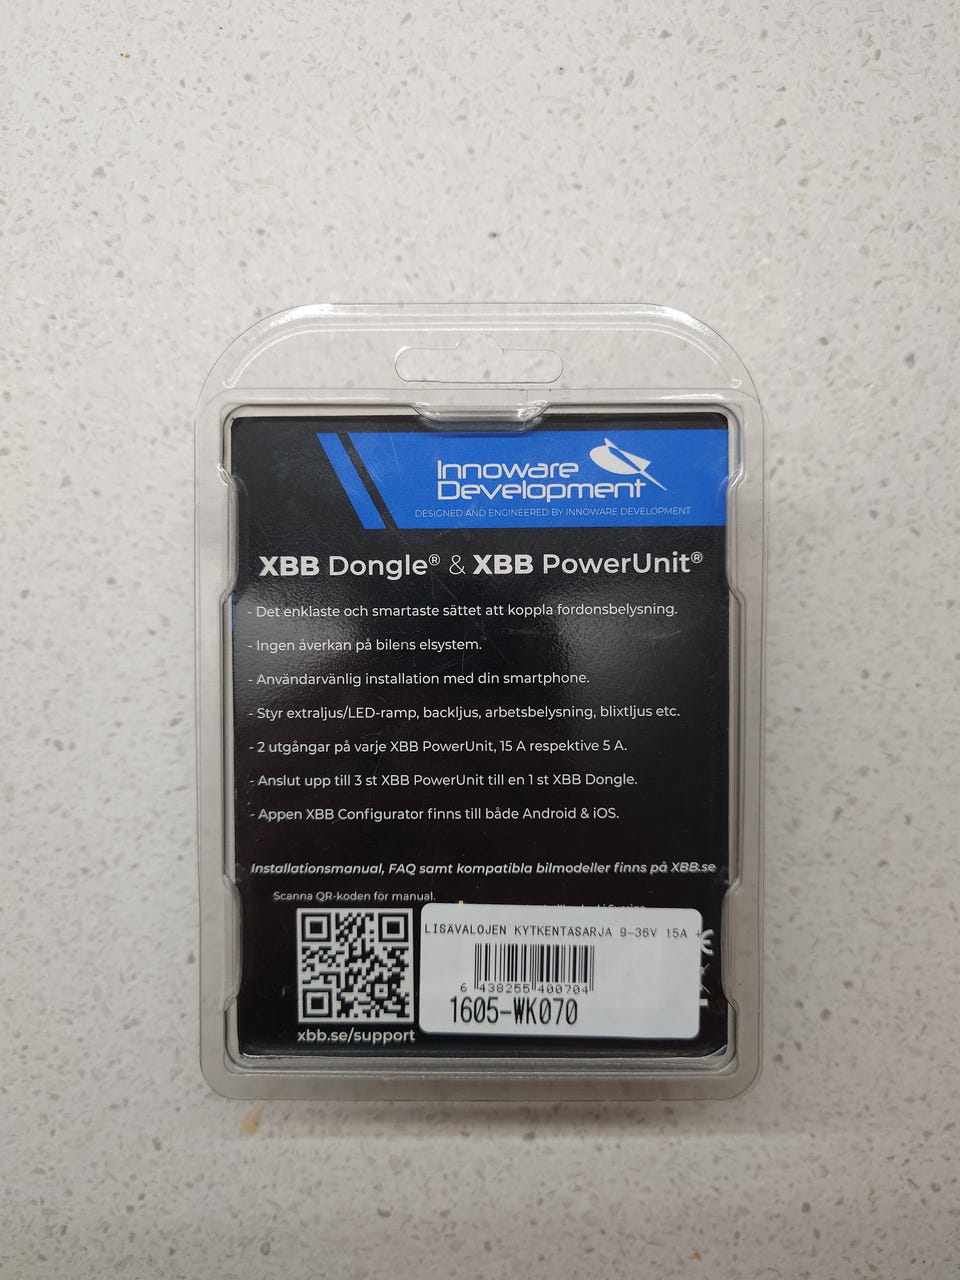 Innoware
Development
DESIGNED AND ENGINEERED BY INNOWARE DEVELOPMENT
XBB Dongle® & XBB PowerUnit®
- Det enklaste och smartaste sättet att koppla fordonsbelysning.
- Ingen åverkan på bilens elsystem.
- Användarvänlig installation med din smartphone.
- Styr extraljus/LED-ramp, backljus, arbetsbelysning, blixtljus etc.
- 2 utgångar på varje XBB PowerUnit, 15 A respektive 5 A.
- Anslut upp till 3 st XBB PowerUnit till en 1 st XBB Dongle.
- Appen XBB Configurator finns till både Android & iOS.
Installationsmanual, FAQ samt kompatibla bilmodeller finns på XBB.se
Scanna QR-koden för manual.
LISÄVALOJEN KYTKENTÄSARJA 9-36V 15A +
6 438255 400704
1605-WK070
xbb.se/support